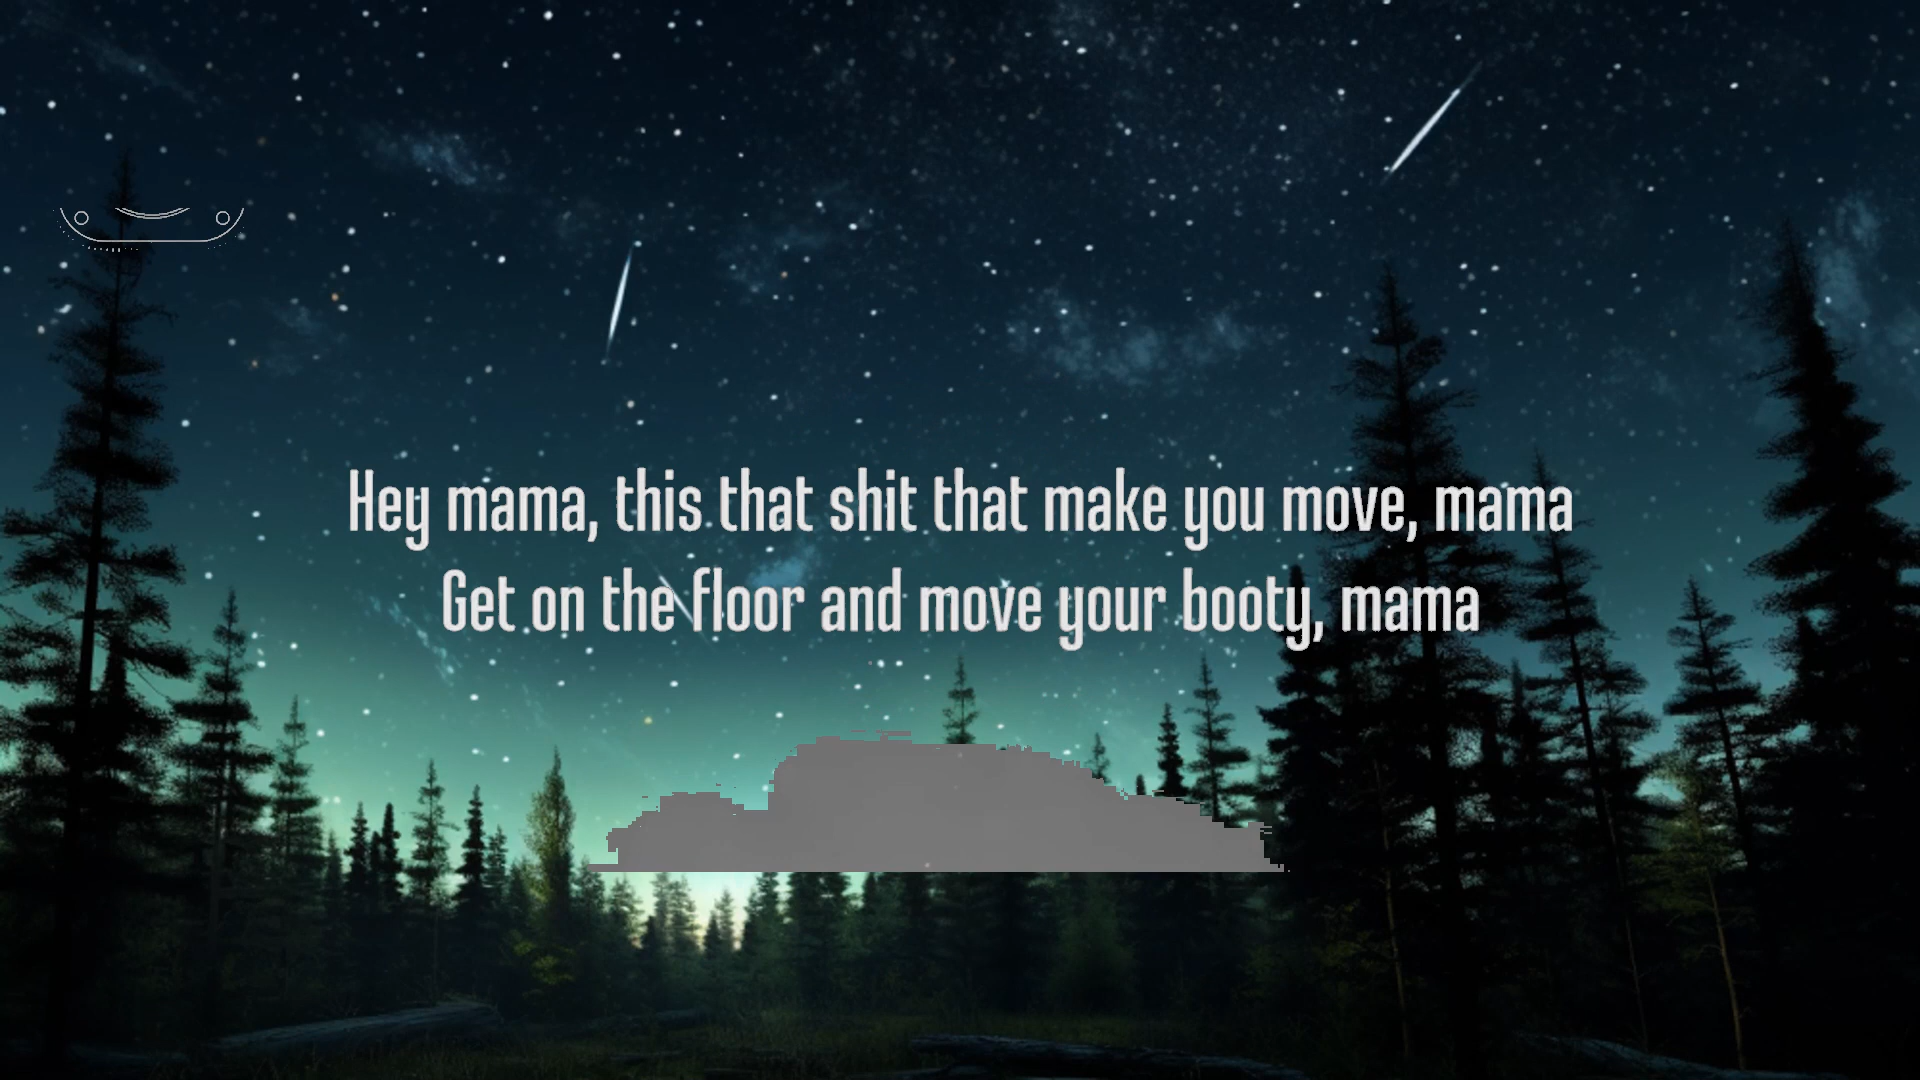 Hey mama, this that shit that make you move, mama
Get on the floor and move your booty, mama